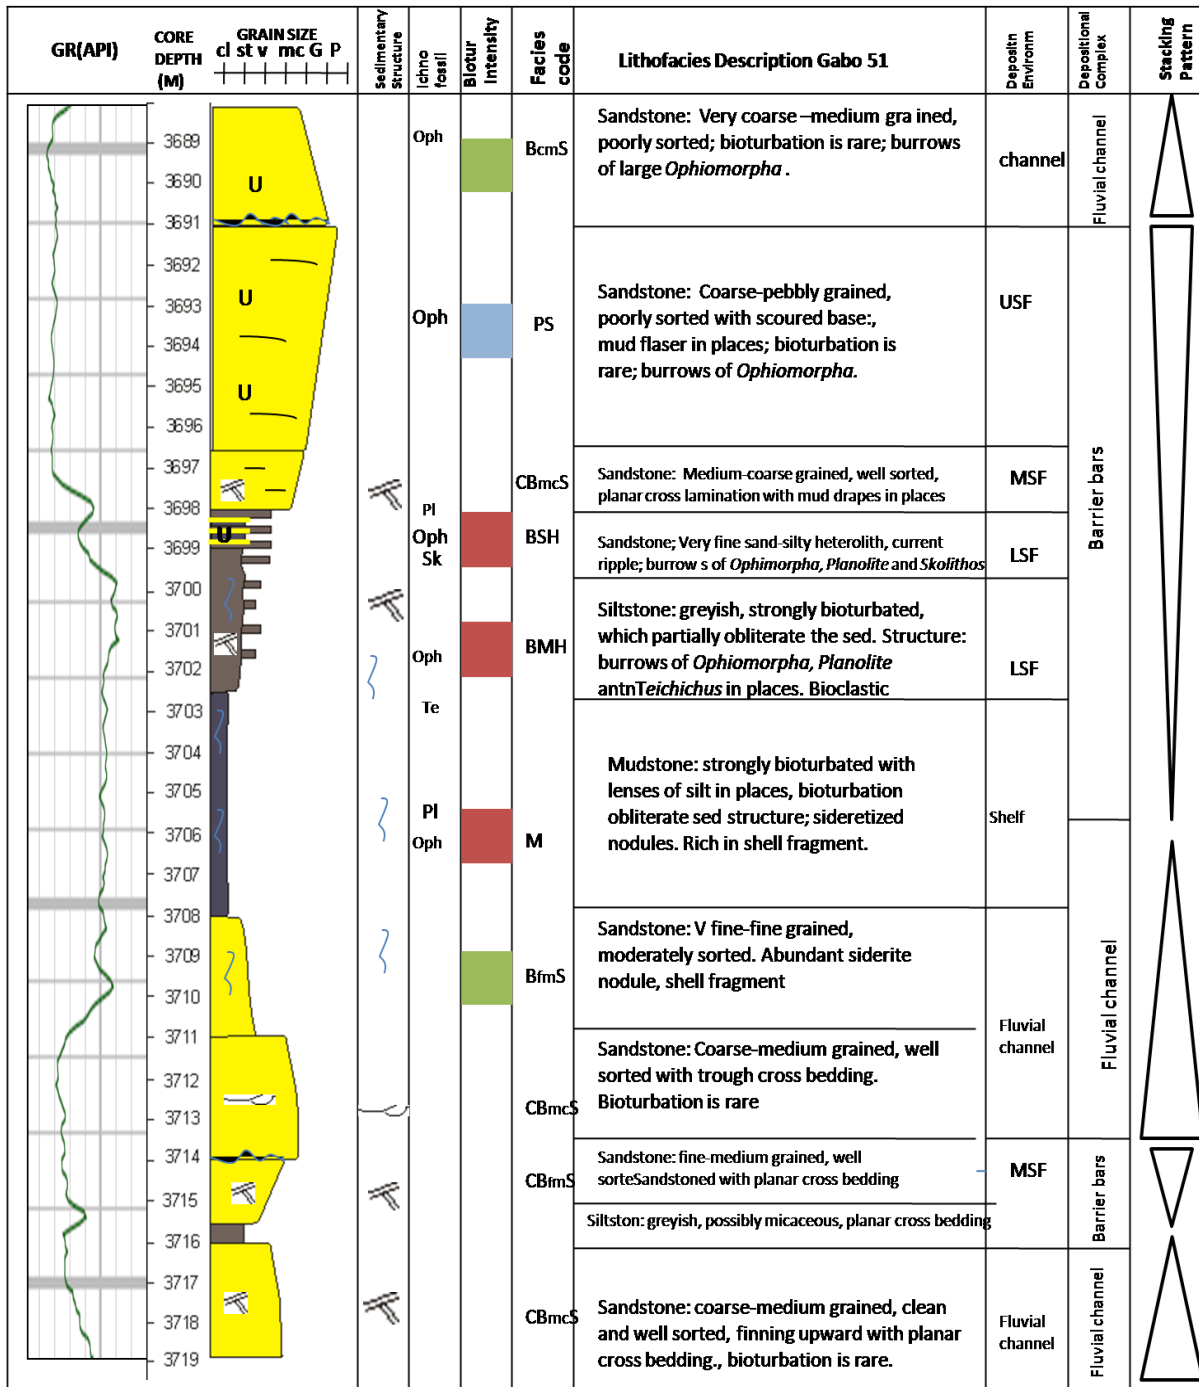 GR(API)
CORE DEPTH (M)
GRAIN SIZE
cl st v mc G P
Sedimentary Structure
Ichno fossil
Biotur Intensity
Facies code
Lithofacies Description Gabo 51
Depositn Environm
Depositional Complex
Stacking Pattern
3689
3690
3691
3692
3693
3694
3695
3696
3697
3698
3699
3700
3701
3702
3703
3704
3705
3706
3707
3708
3709
3710
3711
3712
3713
3714
3715
3716
3717
3718
3719
U
U
U
U
Oph
Oph
Pl
Oph
Sk
Oph
Te
Pl
Oph
BcmS
PS
CBmcS
BSH
BMH
M
BfmS
CBmcS
CBfmS
CBmcS
Sandstone: Very coarse –medium gra ined,
poorly sorted; bioturbation is rare; burrows
of large Ophiomorpha .
Sandstone: Coarse-pebbly grained,
poorly sorted with scoured base:,
mud flaser in places; bioturbation is
rare; burrows of Ophiomorpha.
Sandstone: Medium-coarse grained, well sorted,
planar cross lamination with mud drapes in places
Sandstone; Very fine sand-silty heterolith, current
ripple; burrow s of Ophimorpha, Planolite and Skolithos
Siltstone: greyish, strongly bioturbated,
which partially obliterate the sed. Structure:
burrows of Ophiomorpha, Planolite
antnTeichichus in places. Bioclastic
Mudstone: strongly bioturbated with
lenses of silt in places, bioturbation
obliterate sed structure; sideretized
nodules. Rich in shell fragment.
Sandstone: V fine-fine grained,
moderately sorted. Abundant siderite
nodule, shell fragment
Sandstone: Coarse-medium grained, well
sorted with trough cross bedding.
Bioturbation is rare
Sandstone: fine-medium grained, well
sorteSandstoned with planar cross bedding
Siltston: greyish, possibly micaceous, planar cross bedding
Sandstone: coarse-medium grained, clean
and well sorted, finning upward with planar
cross bedding., bioturbation is rare.
channel
USF
MSF
LSF
LSF
Shelf
Fluvial
channel
MSF
Fluvial
channel
Fluvial channel
Barrier bars
Fluvial channel
Barrier bars
Fluvial channel